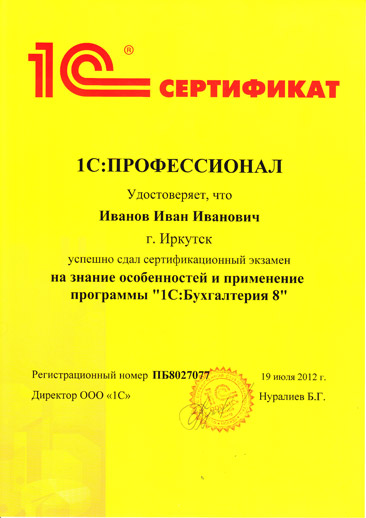 1С® СЕРТИФИКАТ
1С:ПРОФЕССИОНАЛ
Удостоверяет, что
Иванов Иван Иванович
г. Иркутск
успешно сдал сертификационный экзамен
на знание особенностей и применение
программы "1С:Бухгалтерия 8"
Регистрационный номер ПБ8027077 19 июля 2012 г.
Директор ООО «1С» Нуралиев Б.Г.